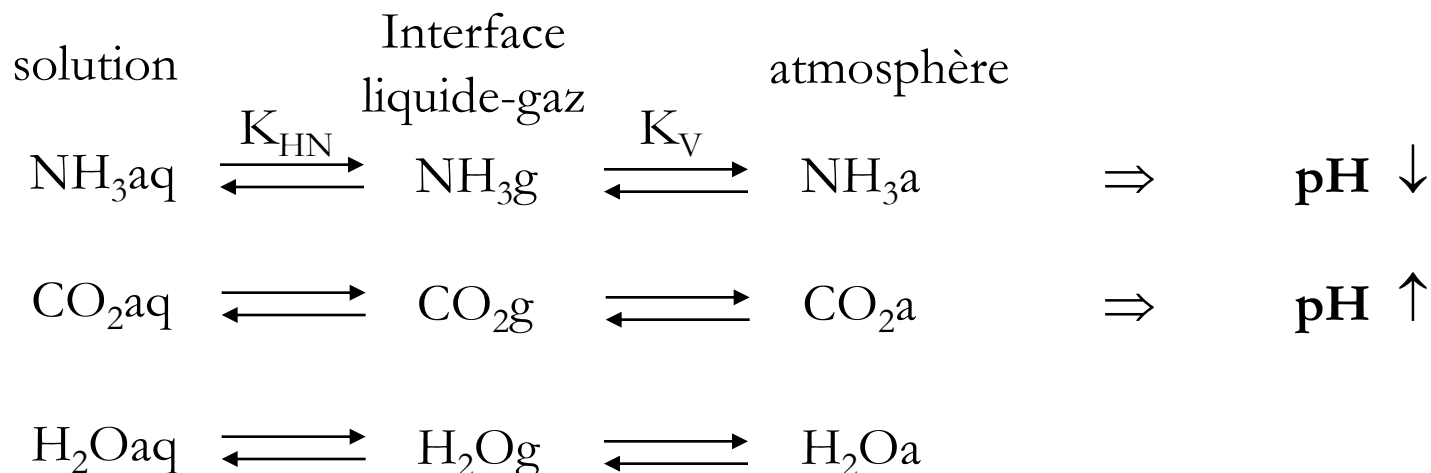 solution Interface liquide-gaz atmosphère
K_HN K_V
NH₃aq ⇌ NH₃g ⇌ NH₃a ⇒ pH ↓
CO₂aq ⇌ CO₂g ⇌ CO₂a ⇒ pH ↑
H₂Oaq ⇌ H₂Og ⇌ H₂Oa